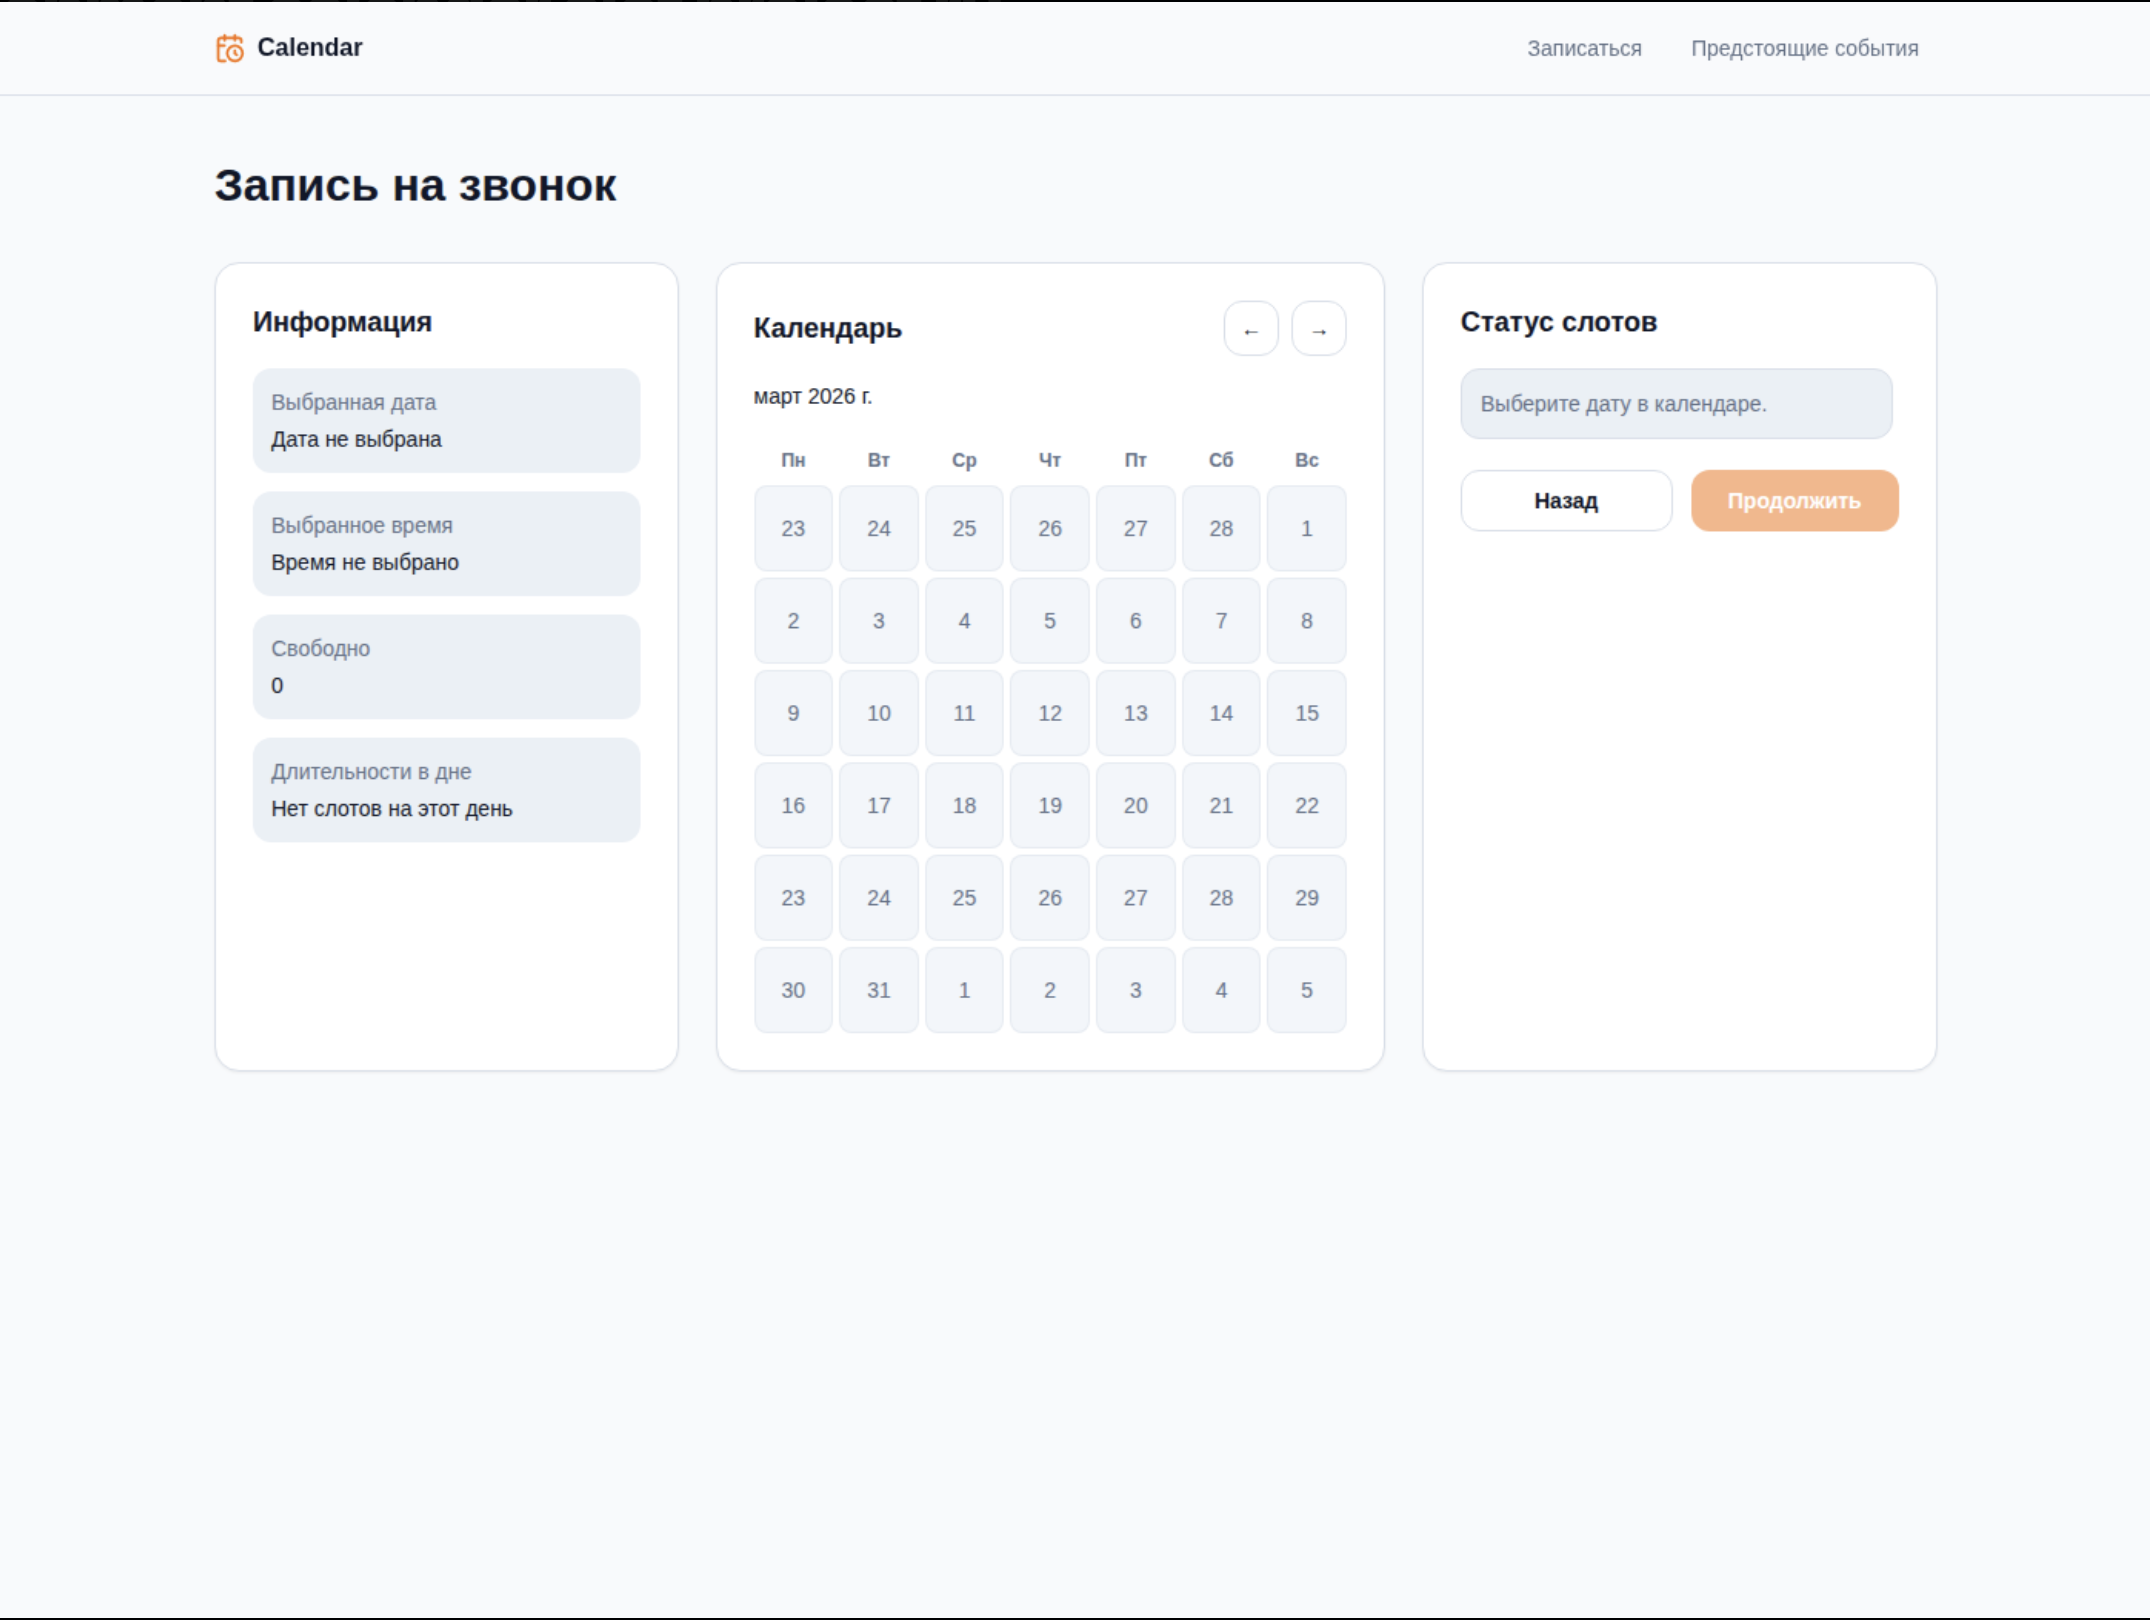 Calendar
Записаться
Предстоящие события
Запись на звонок
Информация
Выбранная дата
Дата не выбрана
Выбранное время
Время не выбрано
Свободно
0
Длительности в дне
Нет слотов на этот день
Календарь
← →
март 2026 г.
Пн Вт Ср Чт Пт Сб Вс
23 24 25 26 27 28 1
2 3 4 5 6 7 8
9 10 11 12 13 14 15
16 17 18 19 20 21 22
23 24 25 26 27 28 29
30 31 1 2 3 4 5
Статус слотов
Выберите дату в календаре.
Назад
Продолжить